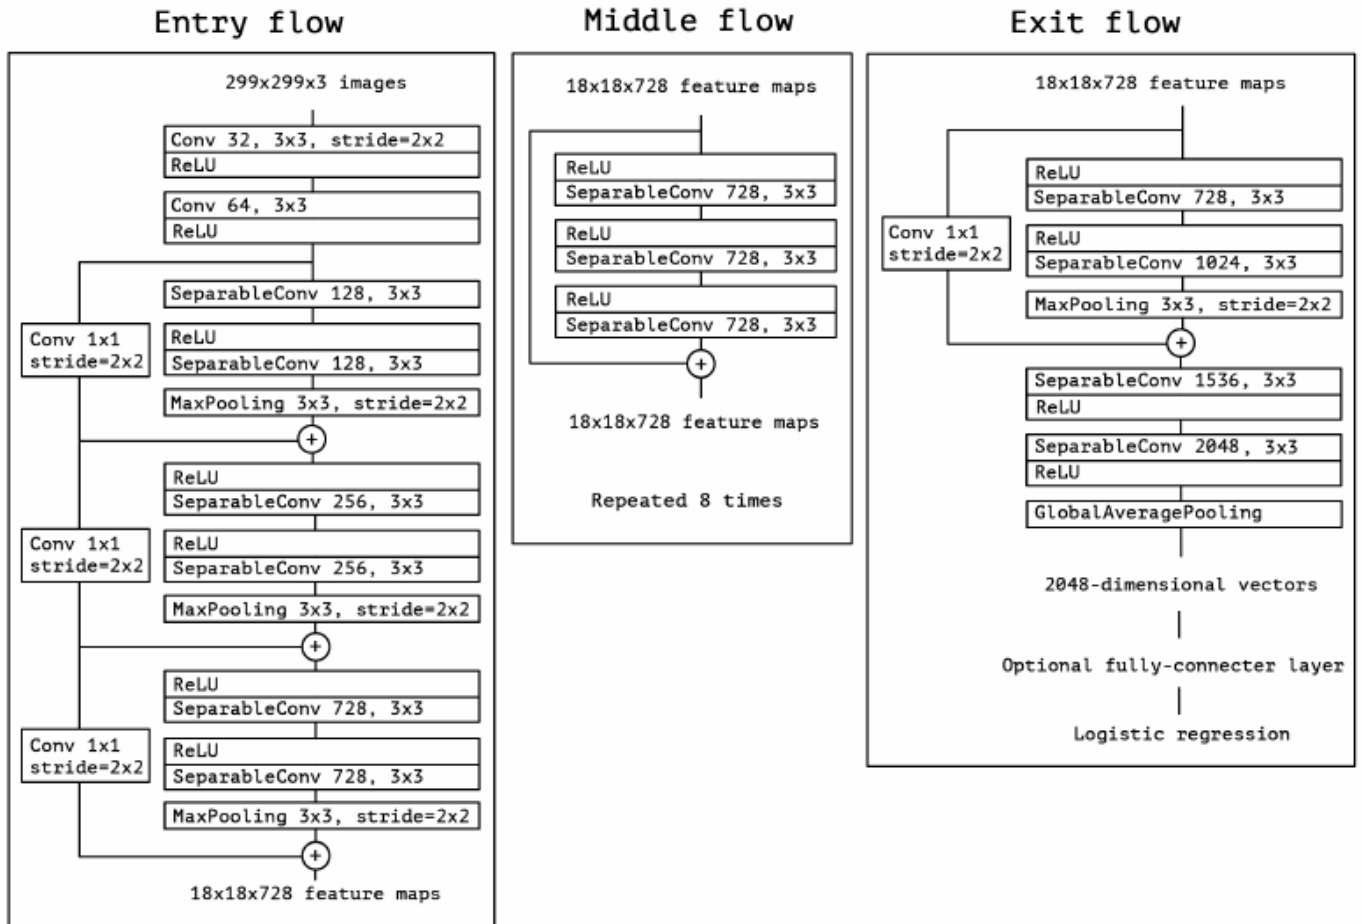 Entry flow
299x299x3 images
Conv 32, 3x3, stride=2x2
ReLU
Conv 64, 3x3
ReLU
SeparableConv 128, 3x3
Conv 1x1
stride=2x2
ReLU
SeparableConv 128, 3x3
MaxPooling 3x3, stride=2x2
+
ReLU
SeparableConv 256, 3x3
Conv 1x1
stride=2x2
ReLU
SeparableConv 256, 3x3
MaxPooling 3x3, stride=2x2
+
ReLU
SeparableConv 728, 3x3
Conv 1x1
stride=2x2
ReLU
SeparableConv 728, 3x3
MaxPooling 3x3, stride=2x2
+
18x18x728 feature maps
Middle flow
18x18x728 feature maps
ReLU
SeparableConv 728, 3x3
ReLU
SeparableConv 728, 3x3
ReLU
SeparableConv 728, 3x3
+
18x18x728 feature maps
Repeated 8 times
Exit flow
18x18x728 feature maps
ReLU
SeparableConv 728, 3x3
Conv 1x1
stride=2x2
ReLU
SeparableConv 1024, 3x3
MaxPooling 3x3, stride=2x2
+
SeparableConv 1536, 3x3
ReLU
SeparableConv 2048, 3x3
ReLU
GlobalAveragePooling
2048-dimensional vectors
Optional fully-connecter layer
Logistic regression